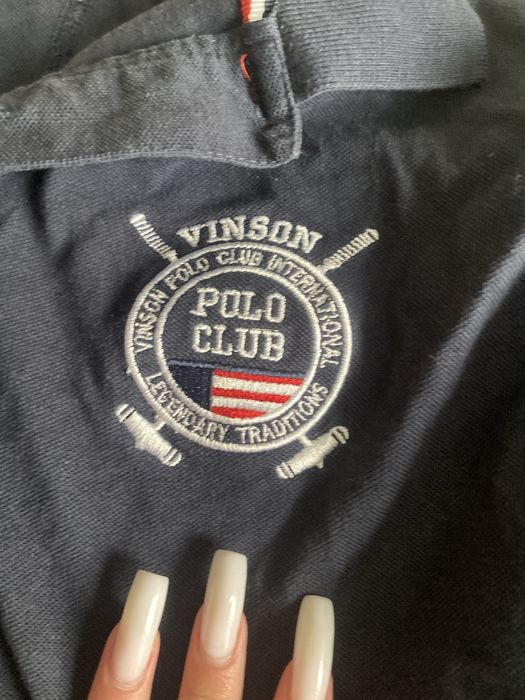 VINSON
VINSON POLO CLUB INTERNATIONAL
POLO
CLUB
LEGENDARY TRADITIONS